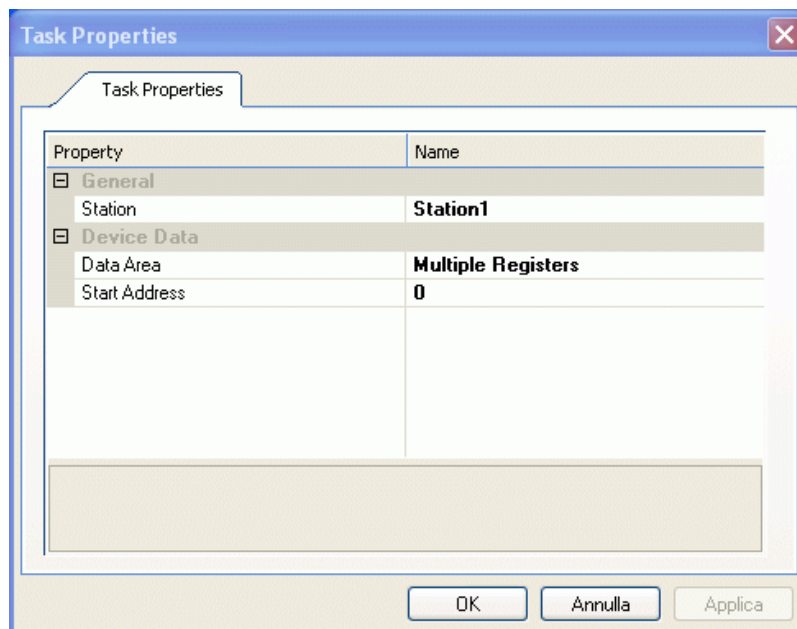 Task Properties
Task Properties
Property Name
General
Station Station1
Device Data
Data Area Multiple Registers
Start Address 0
OK Annulla Applica